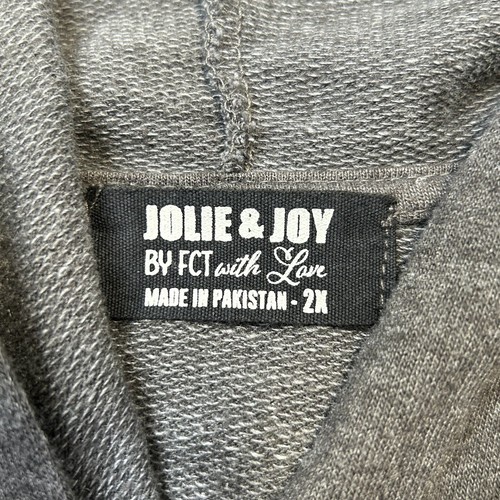 JOLIE & JOY
BY FCT with Love
MADE IN PAKISTAN - 2X